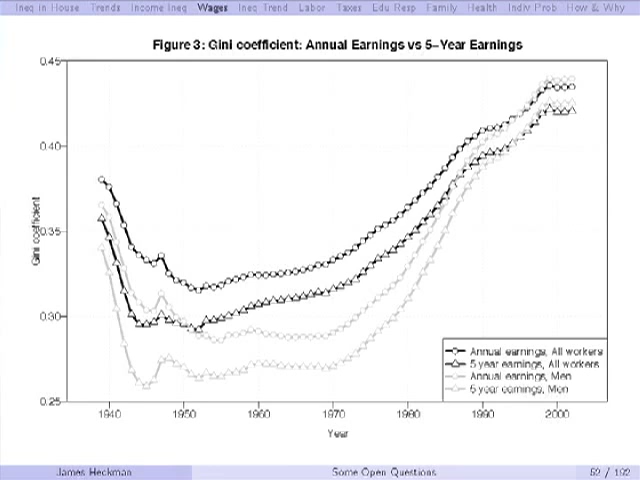 Ineq in House Trends Income Ineq Wages Ineq Trend Labor Taxes Edu Resp Family Health Indiv Prob How & Why
Figure 3: Gini coefficient: Annual Earnings vs 5-Year Earnings
0.45
0.40
0.35
0.30
0.25
Gini coefficient
1940 1950 1960 1970 1980 1990 2000
Year
Annual earnings, All workers
5 year earnings, All workers
Annual earnings, Men
5 year earnings, Men
James Heckman Some Open Questions 52 / 192